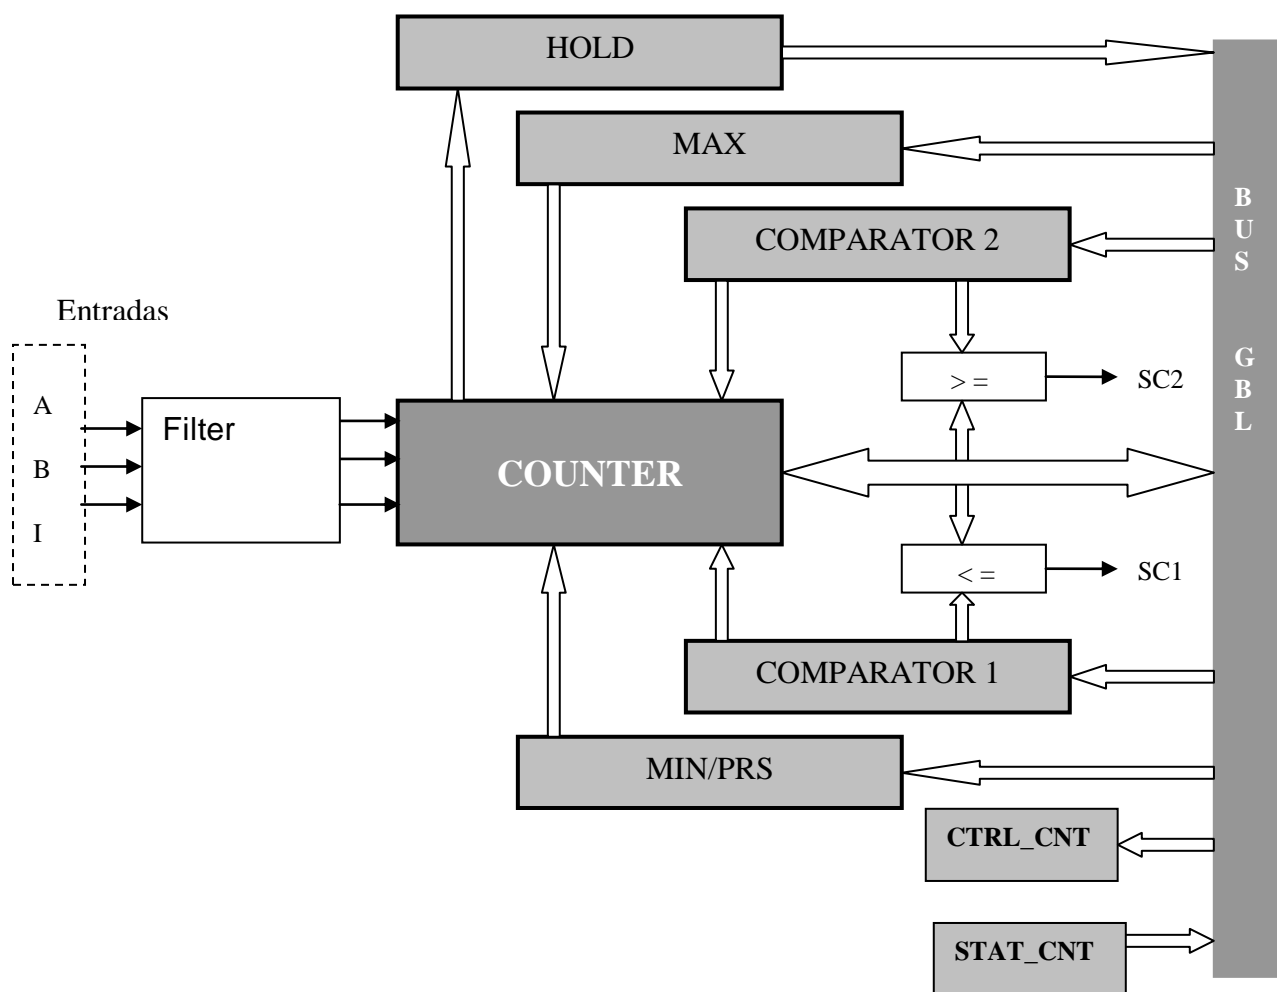 HOLD
MAX
COMPARATOR 2
B
U
S
G
B
L
Entradas
A
B
I
Filter
COUNTER
> =
SC2
< =
SC1
COMPARATOR 1
MIN/PRS
CTRL_CNT
STAT_CNT